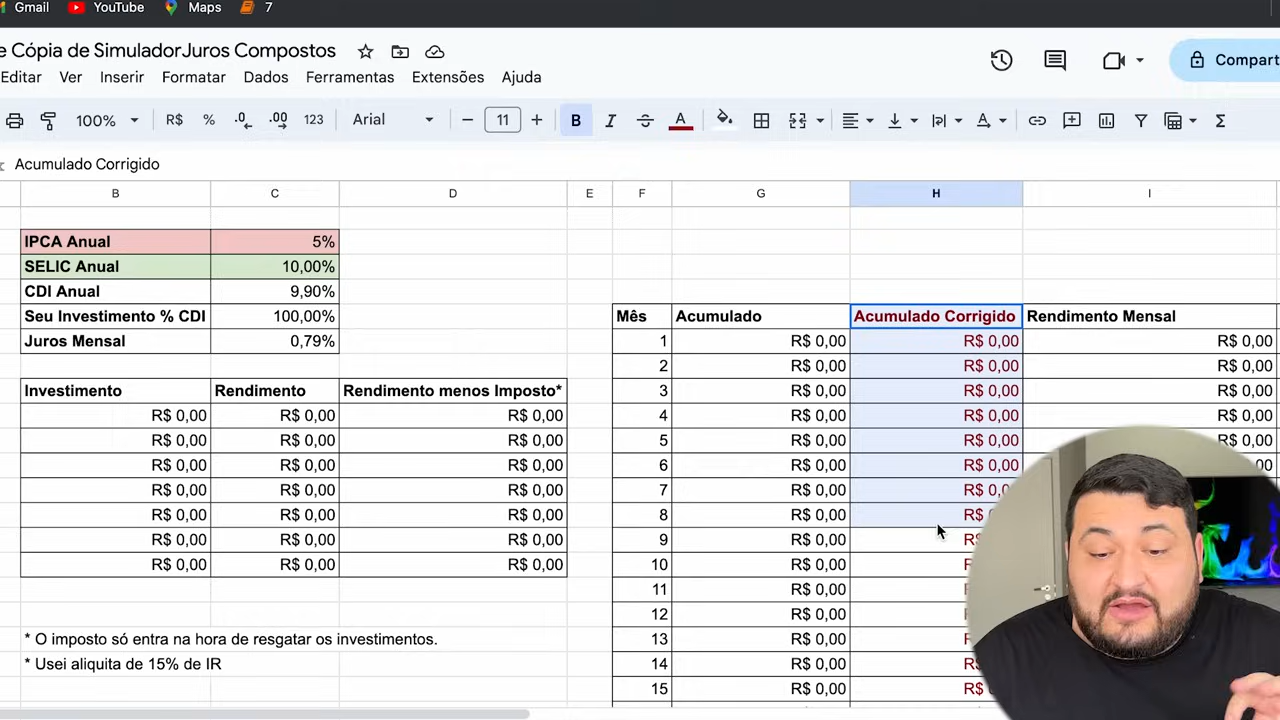 Gmail YouTube Maps 7
e Cópia de SimuladorJuros Compostos
Editar Ver Inserir Formatar Dados Ferramentas Extensões Ajuda
Compart
100% R$ % .0 .00 123 Arial 11 B I S A A Σ
Acumulado Corrigido
B C D E F G H I
IPCA Anual 5%
SELIC Anual 10,00%
CDI Anual 9,90%
Seu Investimento % CDI 100,00%
Juros Mensal 0,79%
Investimento Rendimento Rendimento menos Imposto*
R$ 0,00 R$ 0,00 R$ 0,00
R$ 0,00 R$ 0,00 R$ 0,00
R$ 0,00 R$ 0,00 R$ 0,00
R$ 0,00 R$ 0,00 R$ 0,00
R$ 0,00 R$ 0,00 R$ 0,00
R$ 0,00 R$ 0,00 R$ 0,00
R$ 0,00 R$ 0,00 R$ 0,00
* O imposto só entra na hora de resgatar os investimentos.
* Usei aliquita de 15% de IR
Mês Acumulado Acumulado Corrigido Rendimento Mensal
1 R$ 0,00 R$ 0,00 R$ 0,00
2 R$ 0,00 R$ 0,00 R$ 0,00
3 R$ 0,00 R$ 0,00 R$ 0,00
4 R$ 0,00 R$ 0,00 R$ 0,00
5 R$ 0,00 R$ 0,00 R$ 0,00
6 R$ 0,00 R$ 0,00 0,00
7 R$ 0,00 R$ 0,0
8 R$ 0,00 R$
9 R$ 0,00 R$
10 R$ 0,00
11 R$ 0,00
12 R$ 0,00
13 R$ 0,00
14 R$ 0,00 R$
15 R$ 0,00 R$